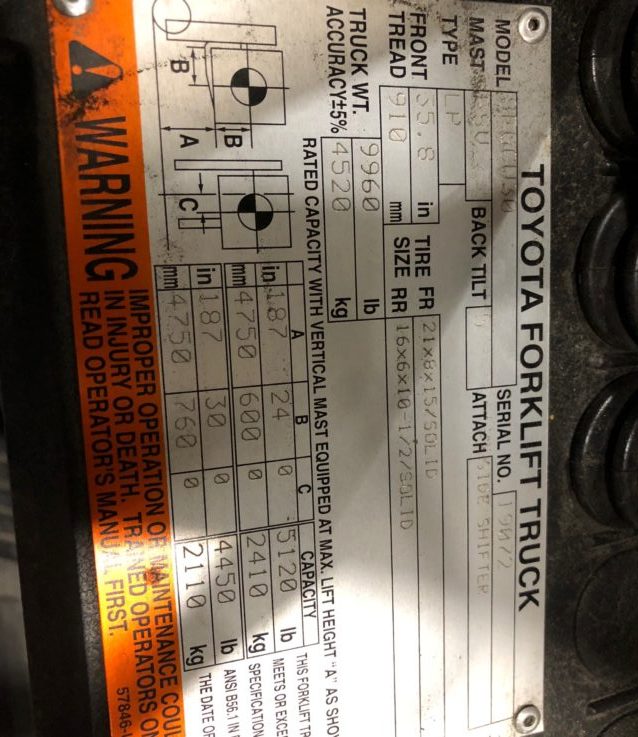 TOYOTA FORKLIFT TRUCK
MODEL SERIAL NO.
MAST BACK TILT ATTACH SIDE SHIFTER
TYPE LP
FRONT TREAD 35.8 in 910 mm
TIRE SIZE FR 21x8x15/SOLID
RR 16x6x10-1/2/SOLID
TRUCK WT. 9960 lb
ACCURACY±5% 4520 kg
RATED CAPACITY WITH VERTICAL MAST EQUIPPED AT MAX. LIFT HEIGHT "A" AS
A B C CAPACITY
in 187 24 0 5120 lb
mm 4750 600 0 2410 kg
in 187 30 0 4450 lb
mm 4750 760 0 2110 kg
THIS FORKLIFT
MEETS OR
SPECIFICATION
ANSI B56.1 IN
THE DATE OF
B
A
B
C
WARNING
IMPROPER OPERATION OR MAINTENANCE
IN INJURY OR DEATH. TRAINED OPERATORS
READ OPERATOR'S MANUAL FIRST.
57846-